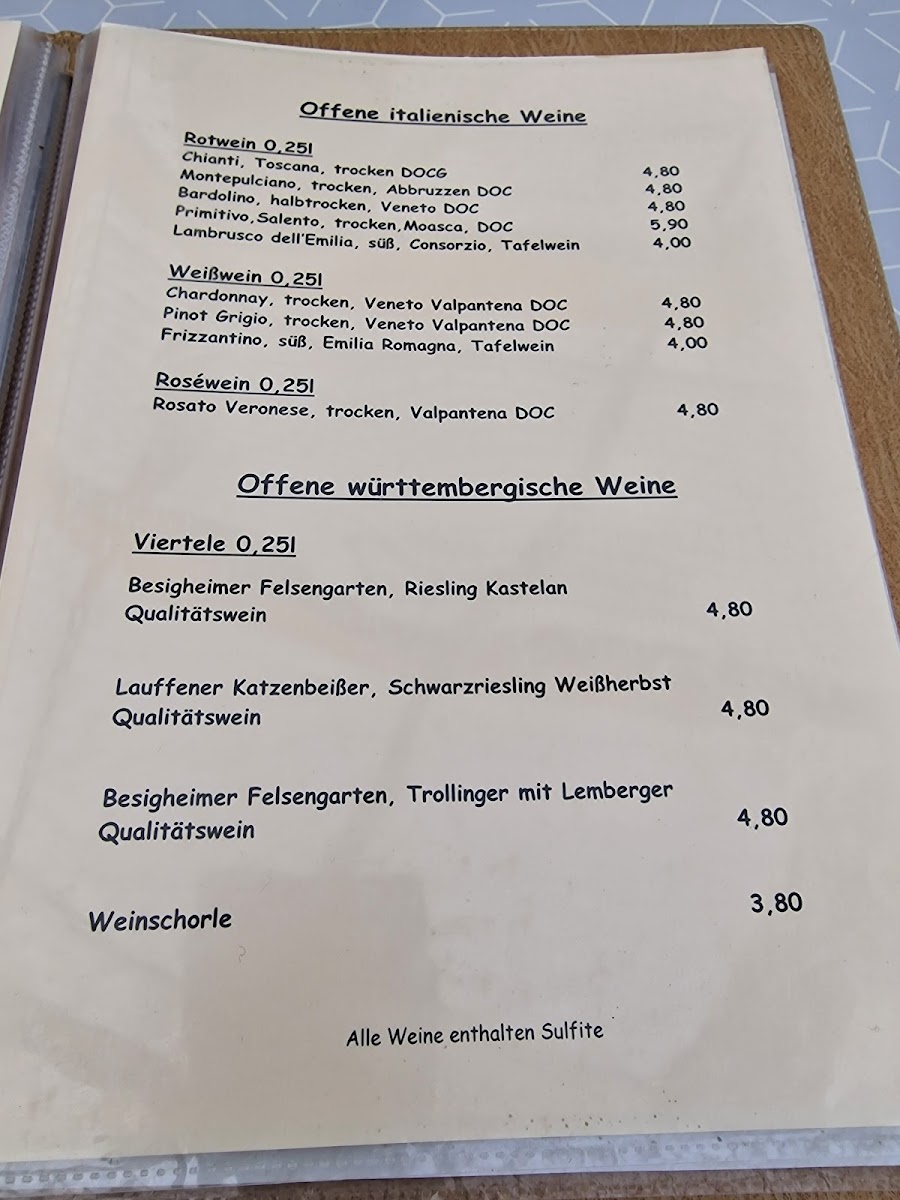 Offene italienische Weine
Rotwein 0,25l
Chianti, Toscana, trocken DOCG 4,80
Montepulciano, trocken, Abbruzzen DOC 4,80
Bardolino, halbtrocken, Veneto DOC 4,80
Primitivo,Salento, trocken,Moasca, DOC 5,90
Lambrusco dell'Emilia, süß, Consorzio, Tafelwein 4,00
Weißwein 0,25l
Chardonnay, trocken, Veneto Valpantena DOC 4,80
Pinot Grigio, trocken, Veneto Valpantena DOC 4,80
Frizzantino, süß, Emilia Romagna, Tafelwein 4,00
Roséwein 0,25l
Rosato Veronese, trocken, Valpantena DOC 4,80
Offene württembergische Weine
Viertele 0,25l
Besigheimer Felsengarten, Riesling Kastelan
Qualitätswein 4,80
Lauffener Katzenbeißer, Schwarzriesling Weißherbst
Qualitätswein 4,80
Besigheimer Felsengarten, Trollinger mit Lemberger
Qualitätswein 4,80
Weinschorle 3,80
Alle Weine enthalten Sulfite